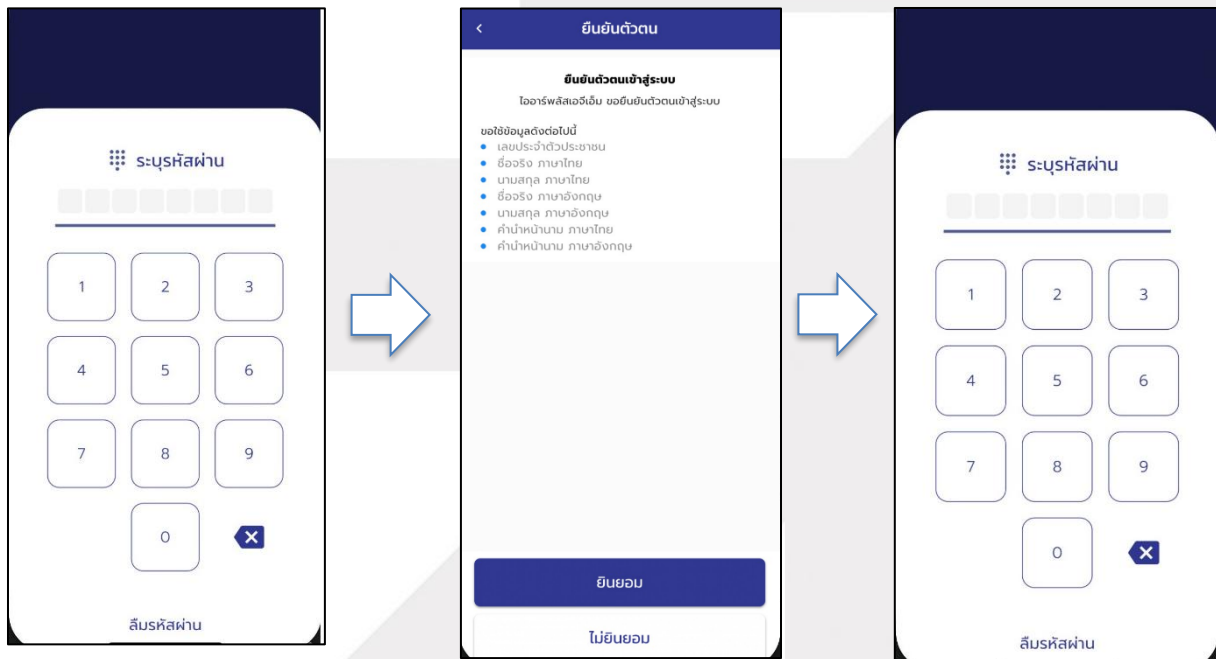 ระบุรหัสผ่าน
1 2 3
4 5 6
7 8 9
0
ลืมรหัสผ่าน
ยืนยันตัวตน
ยืนยันตัวตนเข้าสู่ระบบ
ไออาร์พลัสเอจีเอ็ม ขอยืนยันตัวตนเข้าสู่ระบบ
ขอใช้ข้อมูลดังต่อไปนี้
เลขประจำตัวประชาชน
ชื่อจริง ภาษาไทย
นามสกุล ภาษาไทย
ชื่อจริง ภาษาอังกฤษ
นามสกุล ภาษาอังกฤษ
คำนำหน้านาม ภาษาไทย
คำนำหน้านาม ภาษาอังกฤษ
ยินยอม
ไม่ยินยอม
ระบุรหัสผ่าน
1 2 3
4 5 6
7 8 9
0
ลืมรหัสผ่าน